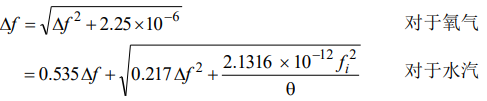 Δf = √(Δf² + 2.25×10⁻⁶) 对于氧气
= 0.535Δf + √(0.217Δf² + (2.1316 ×10⁻¹² fᵢ²)/θ) 对于水汽